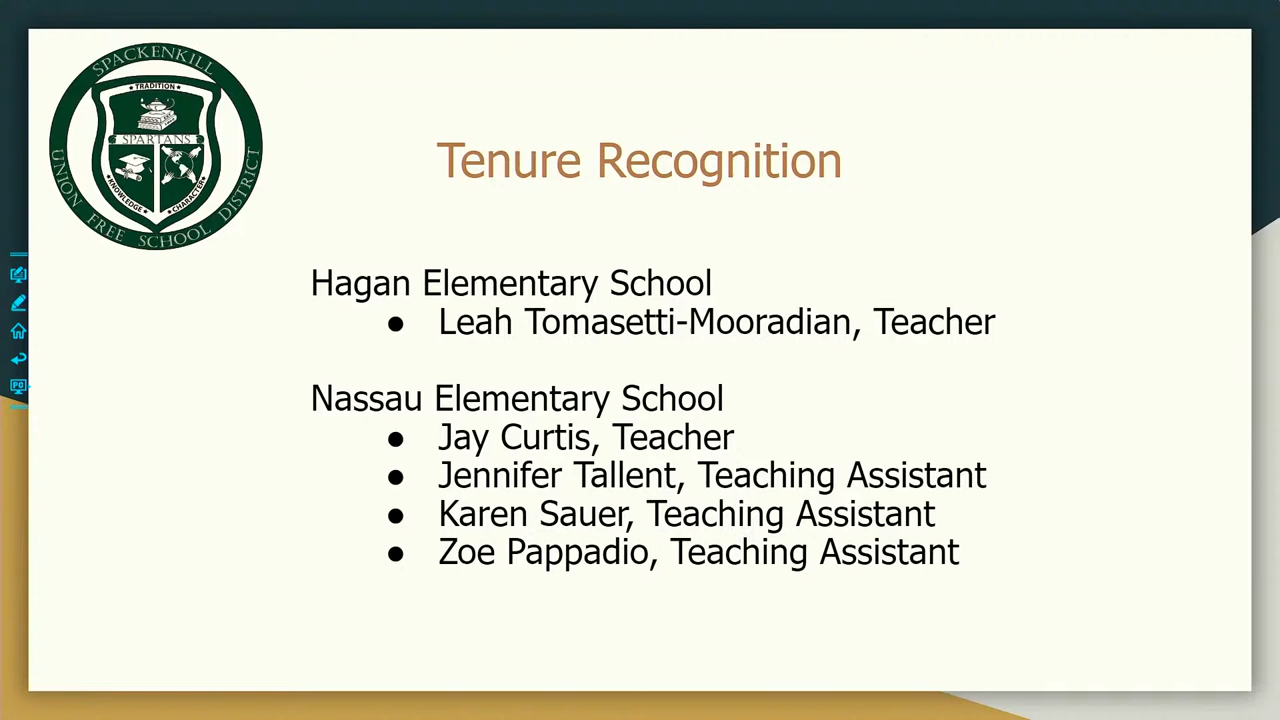 SPACKENKILL
TRADITION
SPARTANS
KNOWLEDGE
CHARACTER
UNION FREE SCHOOL DISTRICT
Tenure Recognition
Hagan Elementary School
● Leah Tomasetti-Mooradian, Teacher
Nassau Elementary School
● Jay Curtis, Teacher
● Jennifer Tallent, Teaching Assistant
● Karen Sauer, Teaching Assistant
● Zoe Pappadio, Teaching Assistant
PC